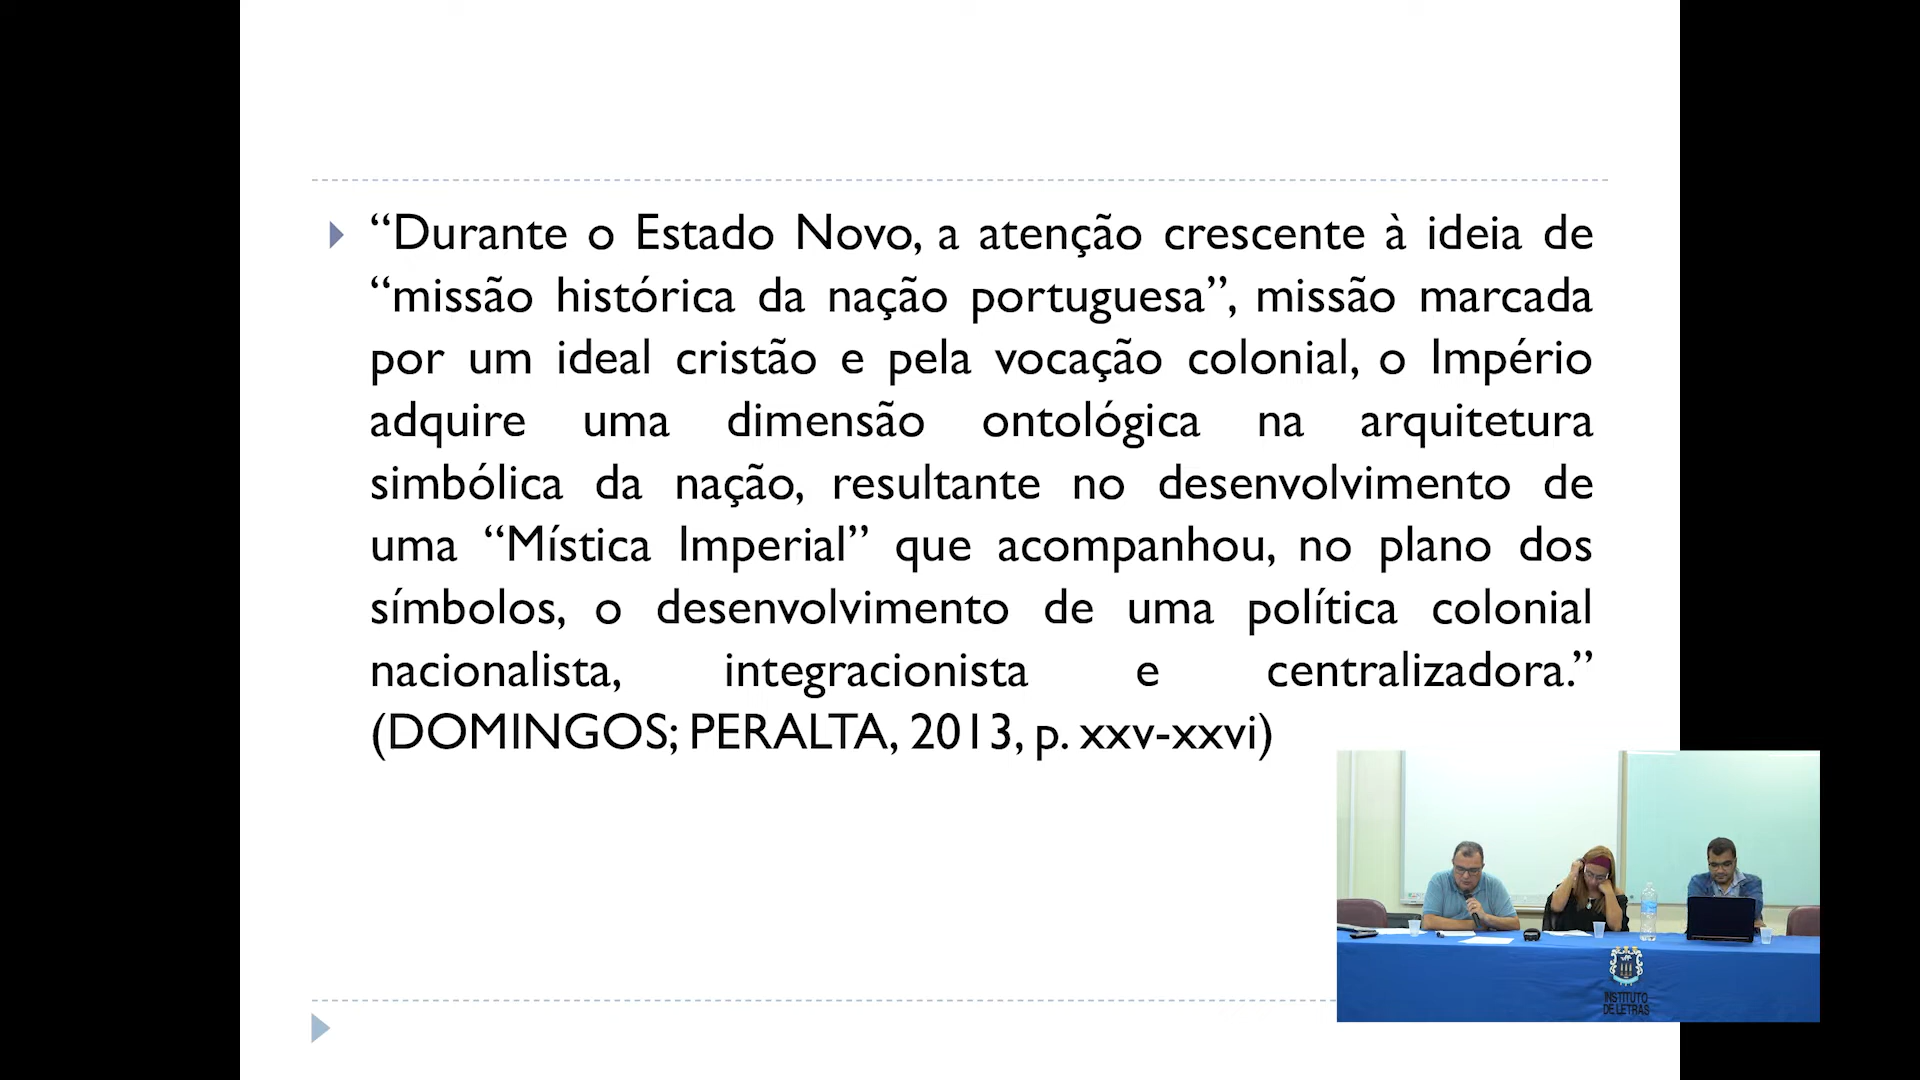 “Durante o Estado Novo, a atenção crescente à ideia de
“missão histórica da nação portuguesa”, missão marcada
por um ideal cristão e pela vocação colonial, o Império
adquire uma dimensão ontológica na arquitetura
simbólica da nação, resultante no desenvolvimento de
uma “Mística Imperial” que acompanhou, no plano dos
símbolos, o desenvolvimento de uma política colonial
nacionalista, integracionista e centralizadora.”
(DOMINGOS; PERALTA, 2013, p. xxv-xxvi)
INSTITUTO
DE LETRAS